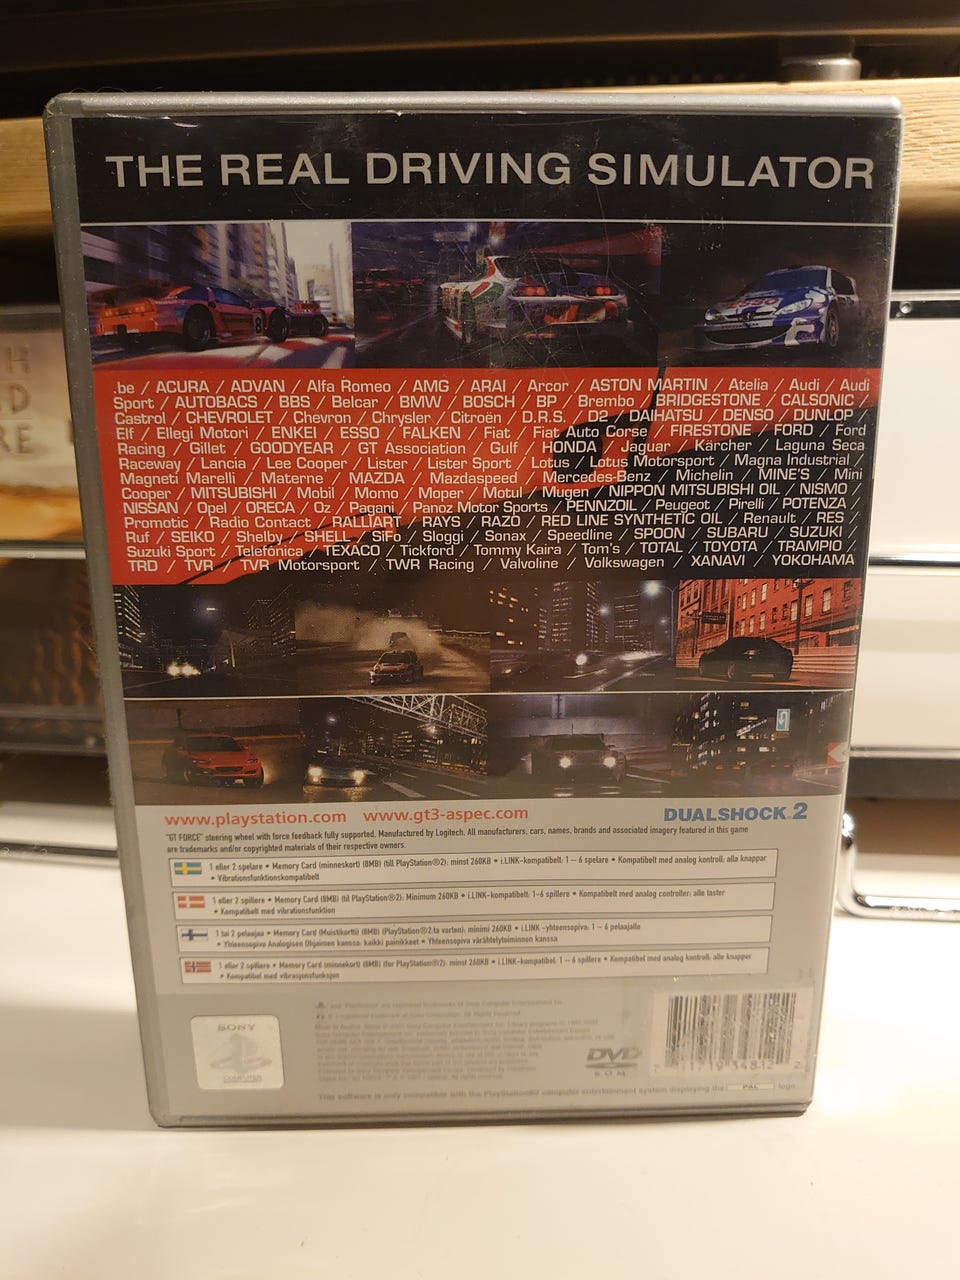 THE REAL DRIVING SIMULATOR
8
.be / ACURA / ADVAN / Alfa Romeo / AMG / ARAI / Arcor / ASTON MARTIN / Atelia / Audi / Audi
Sport / AUTOBACS / BBS / Belcar / BMW / BOSCH / BP / Brembo / BRIDGESTONE / CALSONIC /
Castrol / CHEVROLET / Chevron / Chrysler / Citroën / D.R.S. / D2 / DAIHATSU / DENSO / DUNLOP /
Elf / Ellegi Motori / ENKEI / ESSO / FALKEN / Fiat / Fiat Auto Corse / FIRESTONE / FORD / Ford
Racing / Gillet / GOODYEAR / GT Association / Gulf / HONDA / Jaguar / Kärcher / Laguna Seca
Raceway / Lancia / Lee Cooper / Lister / Lister Sport / Lotus / Lotus Motorsport / Magna Industrial /
Magneti Marelli / Materne / MAZDA / Mazdaspeed / Mercedes-Benz / Michelin / MINE'S / Mini
Cooper / MITSUBISHI / Mobil / Momo / Moper / Motul / Mugen / NIPPON MITSUBISHI OIL / NISMO /
NISSAN / Opel / ORECA / Oz / Pagani / Panoz Motor Sports / PENNZOIL / Peugeot / Pirelli / POTENZA /
Promotic / Radio Contact / RALLIART / RAYS / RAZO / RED LINE SYNTHETIC OIL / Renault / RES /
Ruf / SEIKO / Shelby / SHELL / SiFo / Sloggi / Sonax / Speedline / SPOON / SUBARU / SUZUKI /
Suzuki Sport / Telefónica / TEXACO / Tickford / Tommy Kaira / Tom's / TOTAL / TOYOTA / TRAMPIO /
TRD / TVR / TVR Motorsport / TWR Racing / Valvoline / Volkswagen / XANAVI / YOKOHAMA
www.playstation.com www.gt3-aspec.com DUALSHOCK 2
"GT FORCE" steering wheel with force feedback fully supported. Manufactured by Logitech. All manufacturers, cars, names, brands and associated imagery featured in this game
are trademarks and/or copyrighted materials of their respective owners.
1 eller 2 spelare • Memory Card (minneskort) (8MB) (till PlayStation®2): minst 260KB • i.LINK-kompatibelt: 1 – 6 spelare • Kompatibelt med analog kontroll: alla knappar
• Vibrationsfunktionskompatibelt
1 eller 2 spillere • Memory Card (8MB) (til PlayStation®2): Minimum 260KB • i.LINK-kompatibelt: 1-6 spillere • Kompatibelt med analog controller: alle taster
• Kompatibelt med vibrationsfunktion
1 tai 2 pelaajaa • Memory Card (Muistikortti) (8MB) (PlayStation®2:ta varten): minimi 260KB • i.LINK -yhteensopiva: 1 – 6 pelaajalle
• Yhteensopiva Analogisen Ohjaimen kanssa: kaikki painikkeet • Yhteensopiva värähtelytoiminnon kanssa
1 eller 2 spillere • Memory Card (minnekort) (8MB) (for PlayStation®2): minst 260KB • i.LINK-kompatibel: 1 – 6 spillere • Kompatibel med analog kontroll: alle knapper
• Kompatibel med vibrasjonsfunksjon
SONY
COMPUTER
DVD
ROM
7 11719 34812 2
This software is only compatible with the PlayStation®2 computer entertainment system displaying the PAL logo.